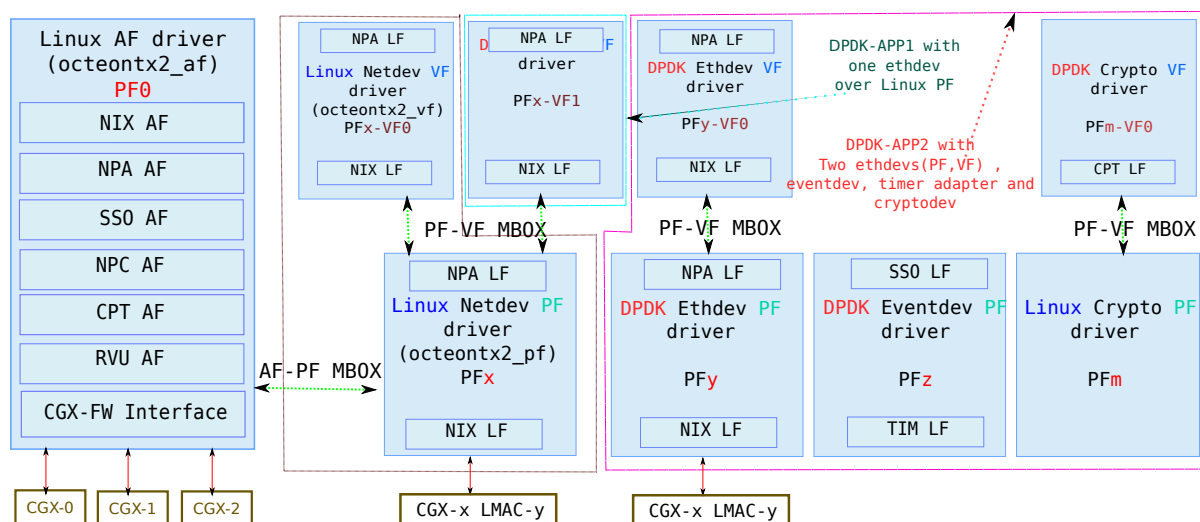 Linux AF driver
(octeontx2_af)
PF0
NIX AF
NPA AF
SSO AF
NPC AF
CPT AF
RVU AF
CGX-FW Interface
CGX-0
CGX-1
CGX-2
AF-PF MBOX
NPA LF
Linux Netdev VF
driver
(octeontx2_vf)
PFx-VF0
NIX LF
NPA LF
D VF
driver
PFx-VF1
NIX LF
NPA LF
DPDK Ethdev VF
driver
PFy-VF0
NIX LF
DPDK-APP1 with
one ethdev
over Linux PF
DPDK-APP2 with
Two ethdevs(PF,VF) ,
eventdev, timer adapter and
cryptodev
DPDK Crypto VF
driver
PFm-VF0
CPT LF
PF-VF MBOX
PF-VF MBOX
PF-VF MBOX
NPA LF
Linux Netdev PF
driver
(octeontx2_pf)
PFx
NIX LF
CGX-x LMAC-y
NPA LF
DPDK Ethdev PF
driver
PFy
NIX LF
CGX-x LMAC-y
SSO LF
DPDK Eventdev PF
driver
PFz
TIM LF
Linux Crypto PF
driver
PFm